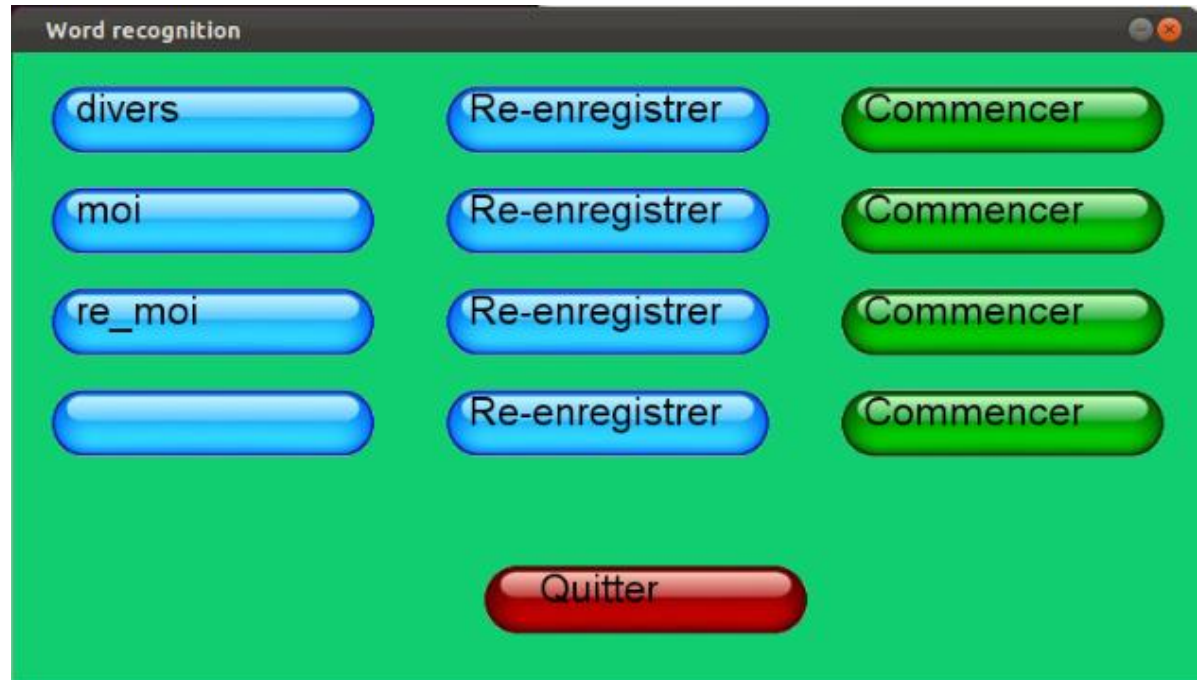 Word recognition
divers Re-enregistrer Commencer
moi Re-enregistrer Commencer
re_moi Re-enregistrer Commencer
Re-enregistrer Commencer
Quitter